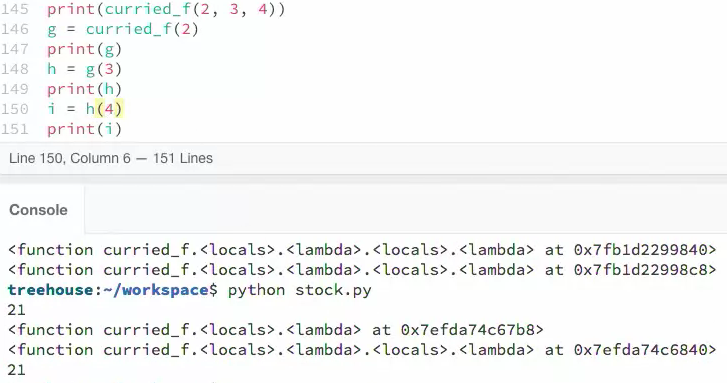 145 print(curried_f(2, 3, 4))
146 g = curried_f(2)
147 print(g)
148 h = g(3)
149 print(h)
150 i = h(4)
151 print(i)
Line 150, Column 6 — 151 Lines
Console
<function curried_f.<locals>.<lambda>.<locals>.<lambda> at 0x7fb1d2299840>
<function curried_f.<locals>.<lambda>.<locals>.<lambda> at 0x7fb1d22998c8>
treehouse:~/workspace$ python stock.py
21
<function curried_f.<locals>.<lambda> at 0x7efda74c67b8>
<function curried_f.<locals>.<lambda>.<locals>.<lambda> at 0x7efda74c6840>
21